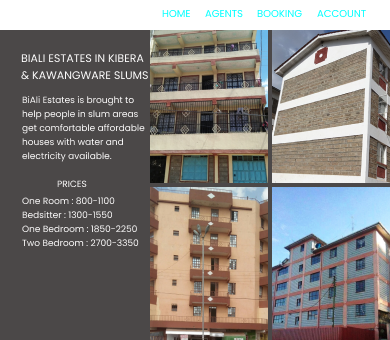 HOME AGENTS BOOKING ACCOUNT
BIALI ESTATES IN KIBERA
& KAWANGWARE SLUMS
BiAli Estates is brought to
help people in slum areas
get comfortable affordable
houses with water and
electricity available.
PRICES
One Room : 800-1100
Bedsitter : 1300-1550
One Bedroom : 1850-2250
Two Bedroom : 2700-3350